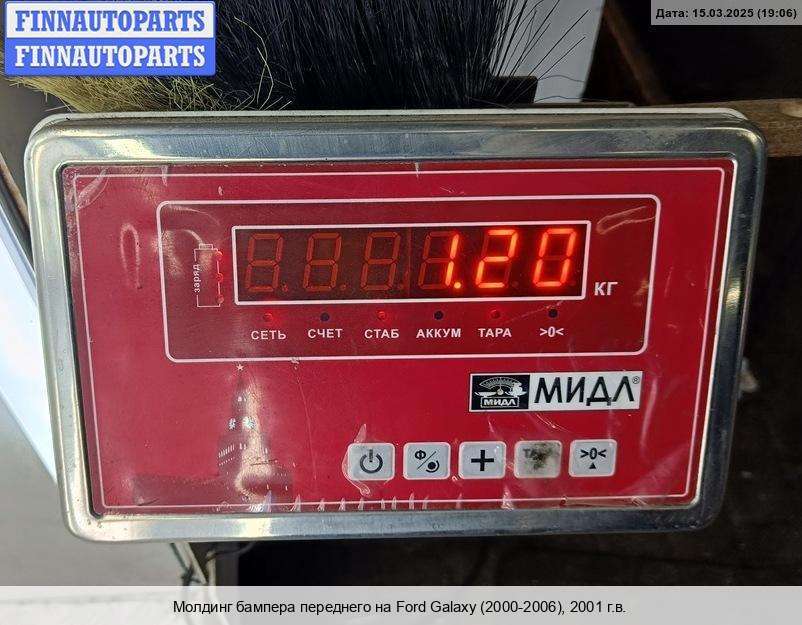 FINNAUTOPARTS
FINNAUTOPARTS
Дата: 15.03.2025 (19:06)
заряд
1.20
КГ
СЕТЬ СЧЕТ СТАБ АККУМ ТАРА >0<
МИДЛ МИДЛ®
Ф + >0<
Молдинг бампера переднего на Ford Galaxy (2000-2006), 2001 г.в.